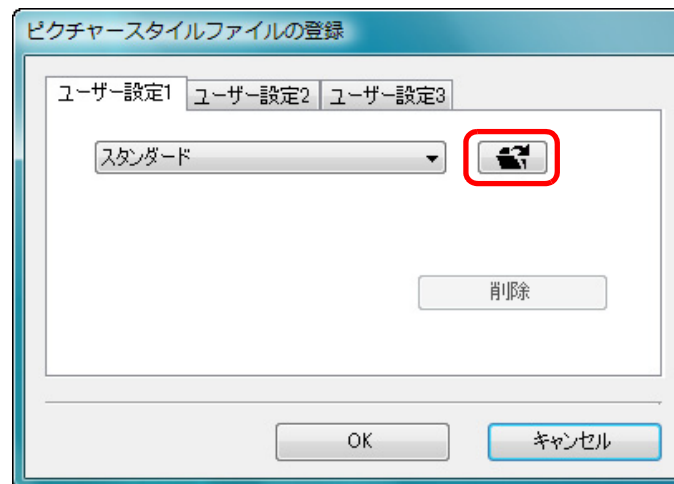 ピクチャースタイルファイルの登録
ユーザー設定1 ユーザー設定2 ユーザー設定3
スタンダード
削除
OK キャンセル